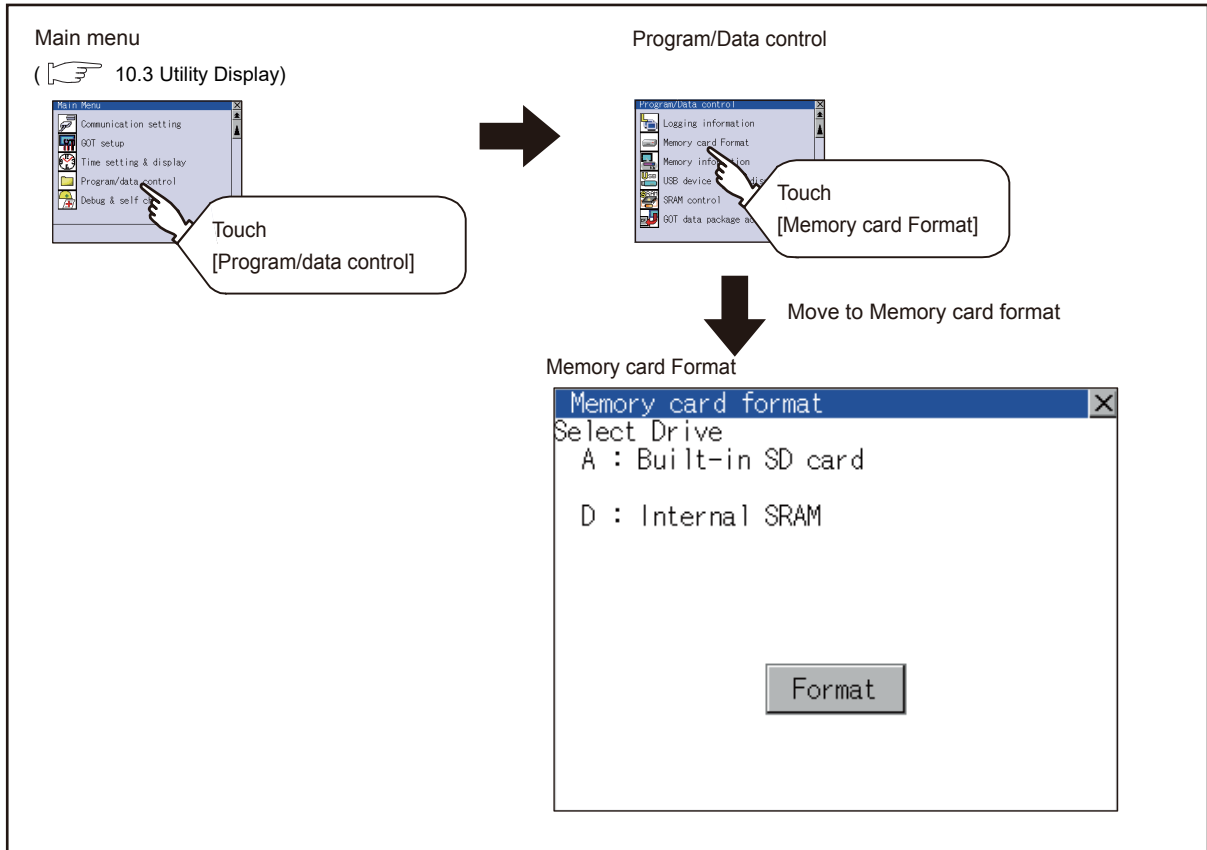 Main menu
( 10.3 Utility Display)
Main Menu
Communication setting
GOT setup
Time setting & display
Program/data control
Debug & self
Touch
[Program/data control]
Program/Data control
Program/Data control
Logging information
Memory card Format
Memory information
USB device
SRAM control
GOT data package
Touch
[Memory card Format]
Move to Memory card format
Memory card Format
Memory card format
Select Drive
A : Built-in SD card
D : Internal SRAM
Format